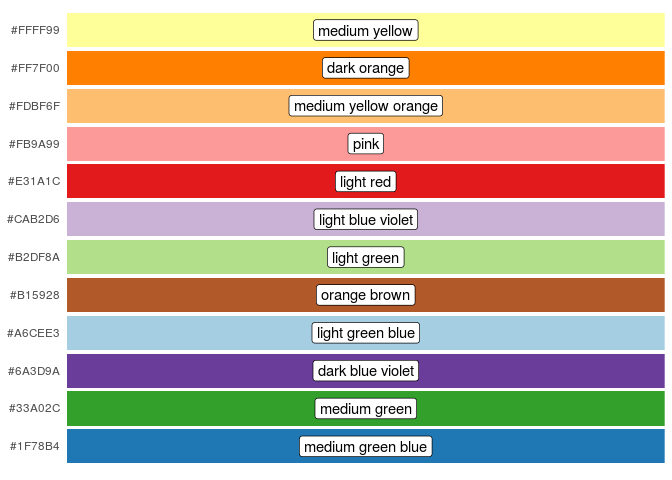 #FFFF99 medium yellow
#FF7F00 dark orange
#FDBF6F medium yellow orange
#FB9A99 pink
#E31A1C light red
#CAB2D6 light blue violet
#B2DF8A light green
#B15928 orange brown
#A6CEE3 light green blue
#6A3D9A dark blue violet
#33A02C medium green
#1F78B4 medium green blue